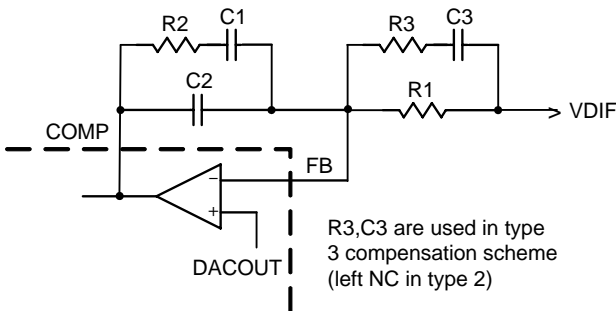 C1
R2
C3
R3
C2
R1
VDIF
COMP
FB
−
+
DACOUT
R3,C3 are used in type
3 compensation scheme
(left NC in type 2)